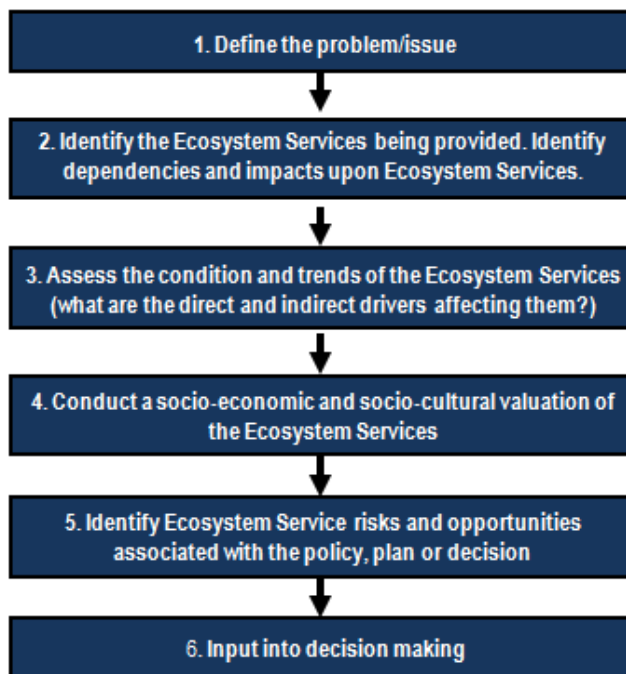 1. Define the problem/issue
2. Identify the Ecosystem Services being provided. Identify
dependencies and impacts upon Ecosystem Services.
3. Assess the condition and trends of the Ecosystem Services
(what are the direct and indirect drivers affecting them?)
4. Conduct a socio-economic and socio-cultural valuation of
the Ecosystem Services
5. Identify Ecosystem Service risks and opportunities
associated with the policy, plan or decision
6. Input into decision making